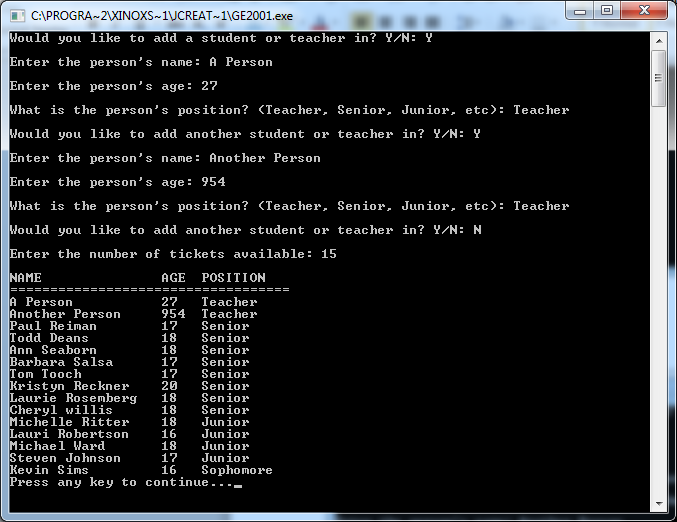 C:\PROGRA~2\XINOXS~1\JCREAT~1\GE2001.exe
Would you like to add a student or teacher in? Y/N: Y
Enter the person's name: A Person
Enter the person's age: 27
What is the person's position? (Teacher, Senior, Junior, etc): Teacher
Would you like to add another student or teacher in? Y/N: Y
Enter the person's name: Another Person
Enter the person's age: 954
What is the person's position? (Teacher, Senior, Junior, etc): Teacher
Would you like to add another student or teacher in? Y/N: N
Enter the number of tickets available: 15
NAME AGE POSITION
===================================
A Person 27 Teacher
Another Person 954 Teacher
Paul Reiman 17 Senior
Todd Deans 18 Senior
Ann Seaborn 18 Senior
Barbara Salsa 17 Senior
Tom Tooch 17 Senior
Kristyn Reckner 20 Senior
Laurie Rosemberg 18 Senior
Cheryl willis 18 Senior
Michelle Ritter 18 Junior
Lauri Robertson 16 Junior
Michael Ward 18 Junior
Steven Johnson 17 Junior
Kevin Sims 16 Sophomore
Press any key to continue..._